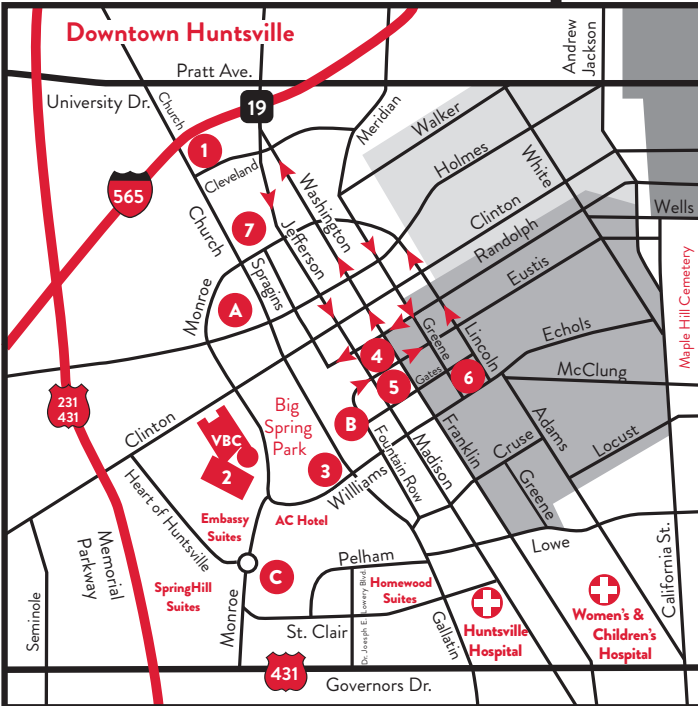 Downtown Huntsville
Andrew
Jackson
Pratt Ave.
University Dr.
Church
19
Meridian
Walker
1
565
Cleveland
Holmes
White
Washington
Church
7
Jefferson
Clinton
Randolph
Wells
Spragins
Eustis
Monroe
A
Maple Hill Cemetery
Greene
Lincoln
Echols
4
McClung
231
431
5
Gates
6
Clinton
Big
Spring
Park
B
VBC
2
3
Williams
Fountain Row
Madison
Franklin
Cruse
Adams
Locust
Greene
Heart of Huntsville
Embassy
Suites
AC Hotel
Lowe
Memorial
Parkway
SpringHill
Suites
C
Pelham
Dr. Joesph E. Lowery Blvd.
Homewood
Suites
California St.
Seminole
Monroe
St. Clair
Gallatin
Huntsville
Hospital
Women's &
Children's
Hospital
431
Governors Dr.